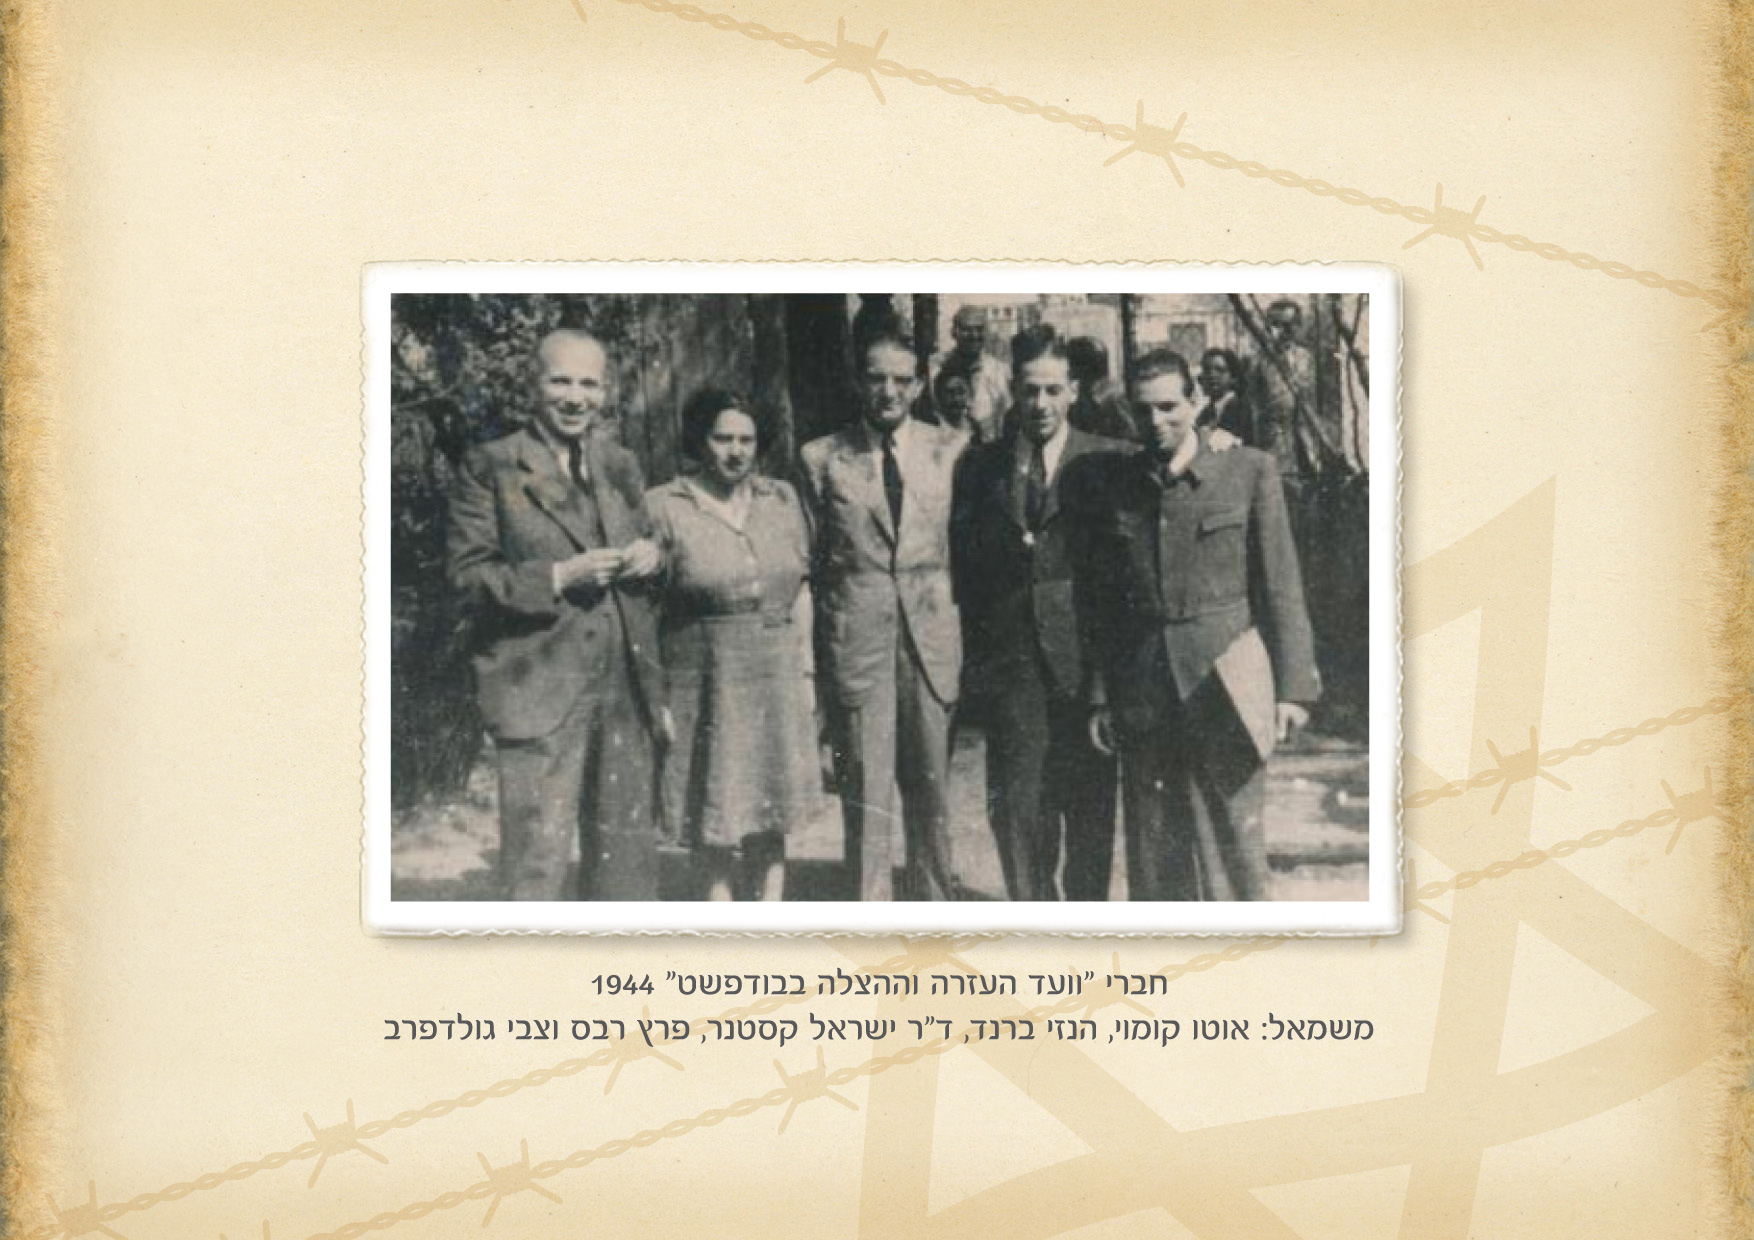 חברי "וועד העזרה וההצלה בבודפשט" 1944
משמאל: אוטו קומוי, הנזי ברנד, ד"ר ישראל קסטנר, פרץ רבס וצבי גולדפרב